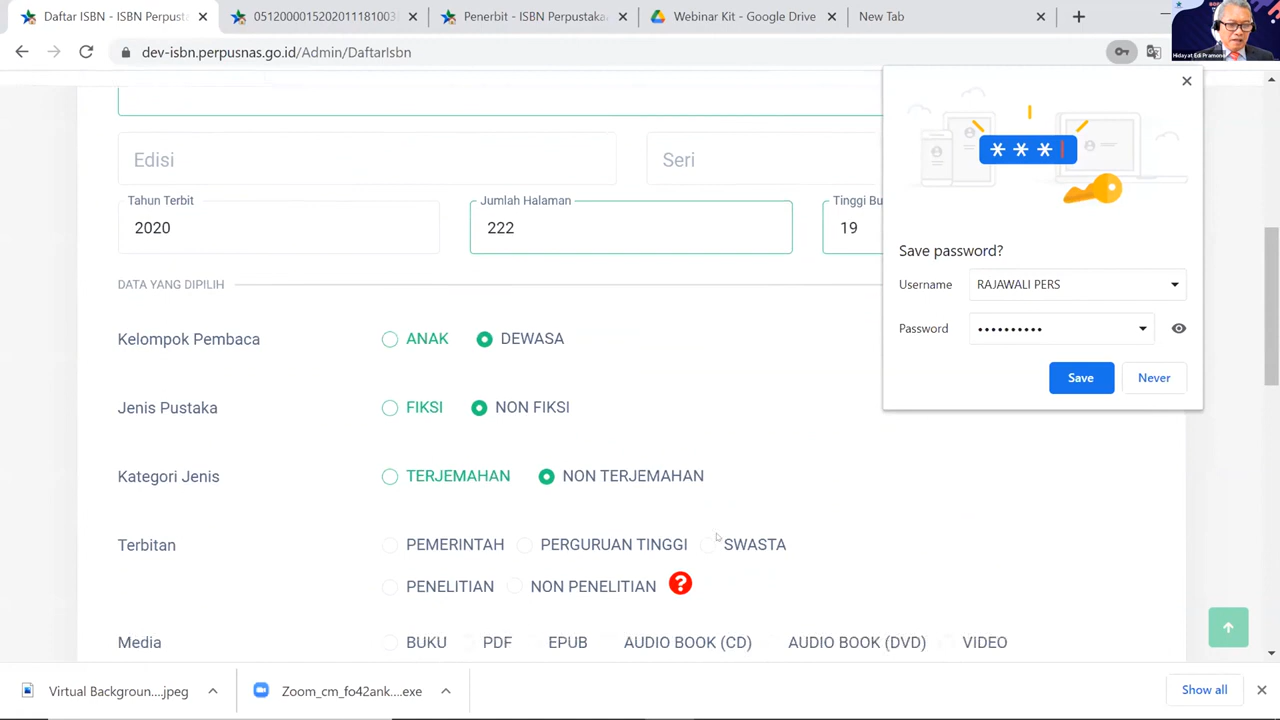 Daftar ISBN - ISBN Perpusta
05120000152020111810003
Penerbit - ISBN Perpustaka
Webinar Kit - Google Drive
New Tab
dev-isbn.perpusnas.go.id/Admin/DaftarIsbn
Hidayat Edi Pramono
Edisi
Seri
Tahun Terbit
Jumlah Halaman
Tinggi Bu
2020
222
19
DATA YANG DIPILIH
Kelompok Pembaca
ANAK
DEWASA
Jenis Pustaka
FIKSI
NON FIKSI
Kategori Jenis
TERJEMAHAN
NON TERJEMAHAN
Terbitan
PEMERINTAH
PERGURUAN TINGGI
SWASTA
PENELITIAN
NON PENELITIAN
?
Media
BUKU
PDF
EPUB
AUDIO BOOK (CD)
AUDIO BOOK (DVD)
VIDEO
***
Save password?
Username
RAJAWALI PERS
Password
••••••••••
Save
Never
Virtual Backgroun....jpeg
Zoom_cm_fo42ank....exe
Show all